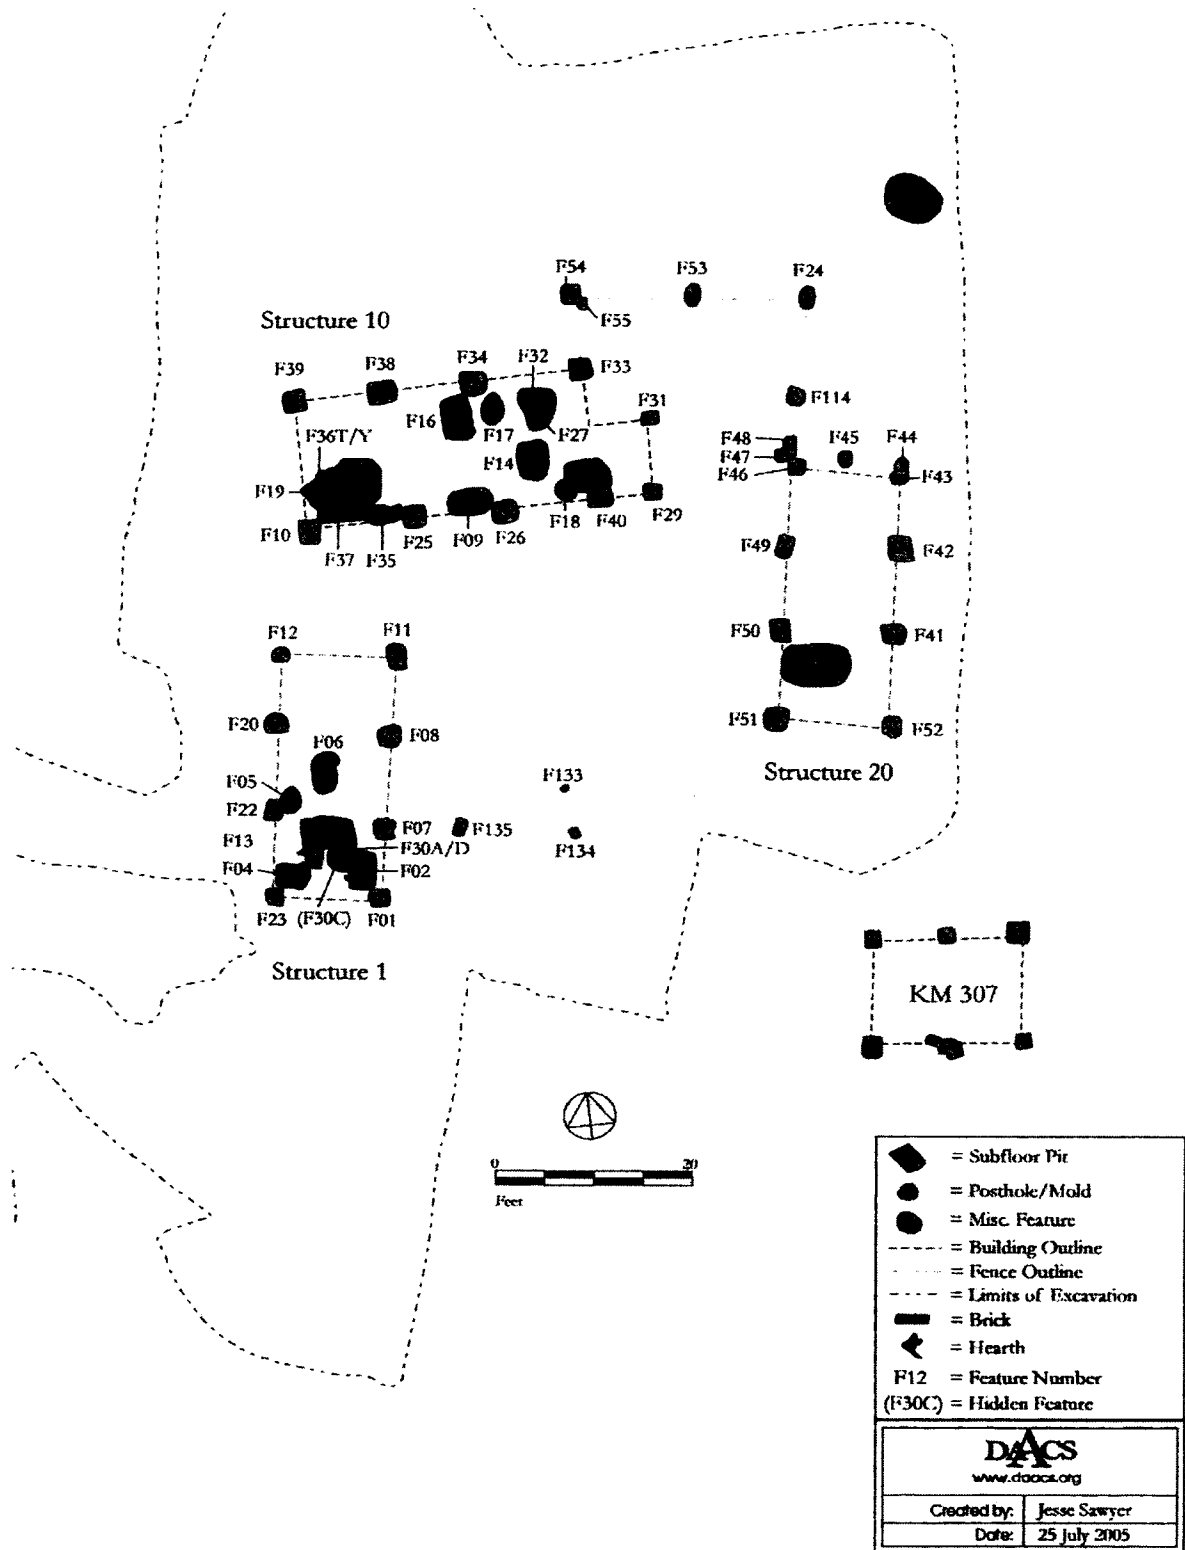 F54
F53
F24
F55
Structure 10
F39
F38
F34
F32
F33
F31
F16
F17
F27
F114
F36T/Y
F14
F48
F45
F44
F47
F46
F43
F19
F10
F37
F35
F25
F09
F26
F18
F40
F29
F49
F42
F12
F11
F50
F41
F20
F08
F51
F52
F06
Structure 20
F05
F133
F22
F13
F07
F135
F134
F30A/D
F04
F02
F23
(F30C)
F01
Structure 1
KM 307
0 20
Feet
= Subfloor Pit
= Posthole/Mold
= Misc. Feature
= Building Outline
= Fence Outline
= Limits of Excavation
= Brick
= Hearth
F12 = Feature Number
(F30C) = Hidden Feature
DAACS
www.daacs.org
Created by: Jesse Sawyer
Date: 25 July 2005